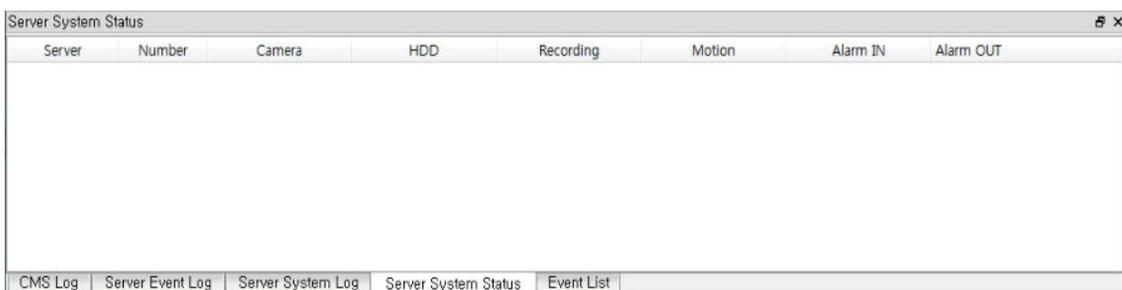 Server System Status
Server Number Camera HDD Recording Motion Alarm IN Alarm OUT
CMS Log Server Event Log Server System Log Server System Status Event List